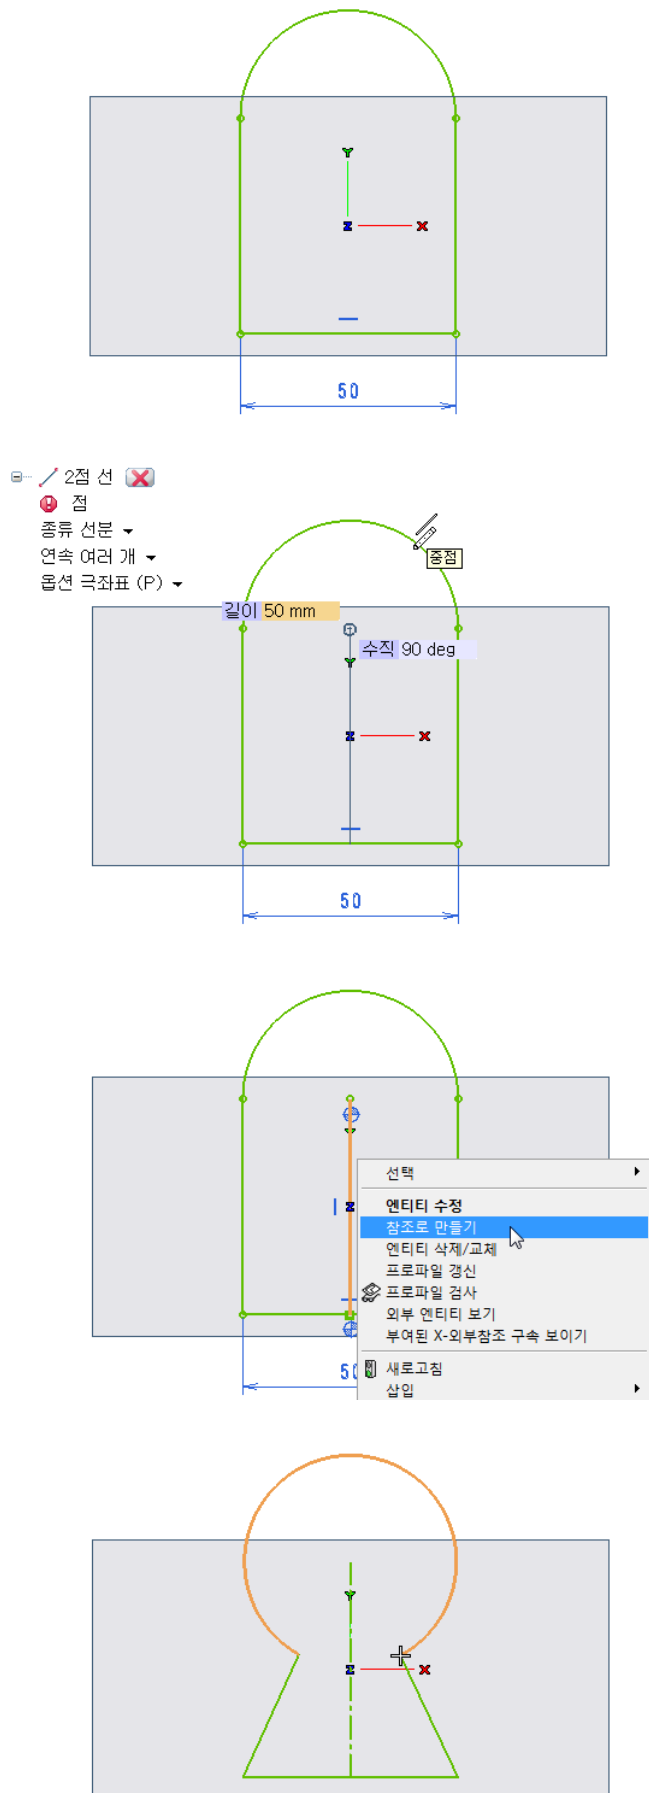 Y
Z X
50
2점 선
점
종류 선분
중점
연속 여러 개
옵션 극좌표 (P)
길이 50 mm
수직 90 deg
Y
Z X
50
Y
선택
Z
엔티티 수정
참조로 만들기
엔티티 삭제/교체
프로파일 갱신
프로파일 검사
외부 엔티티 보기
부여된 X-외부참조 구속 보이기
새로고침
삽입
Y
Z X